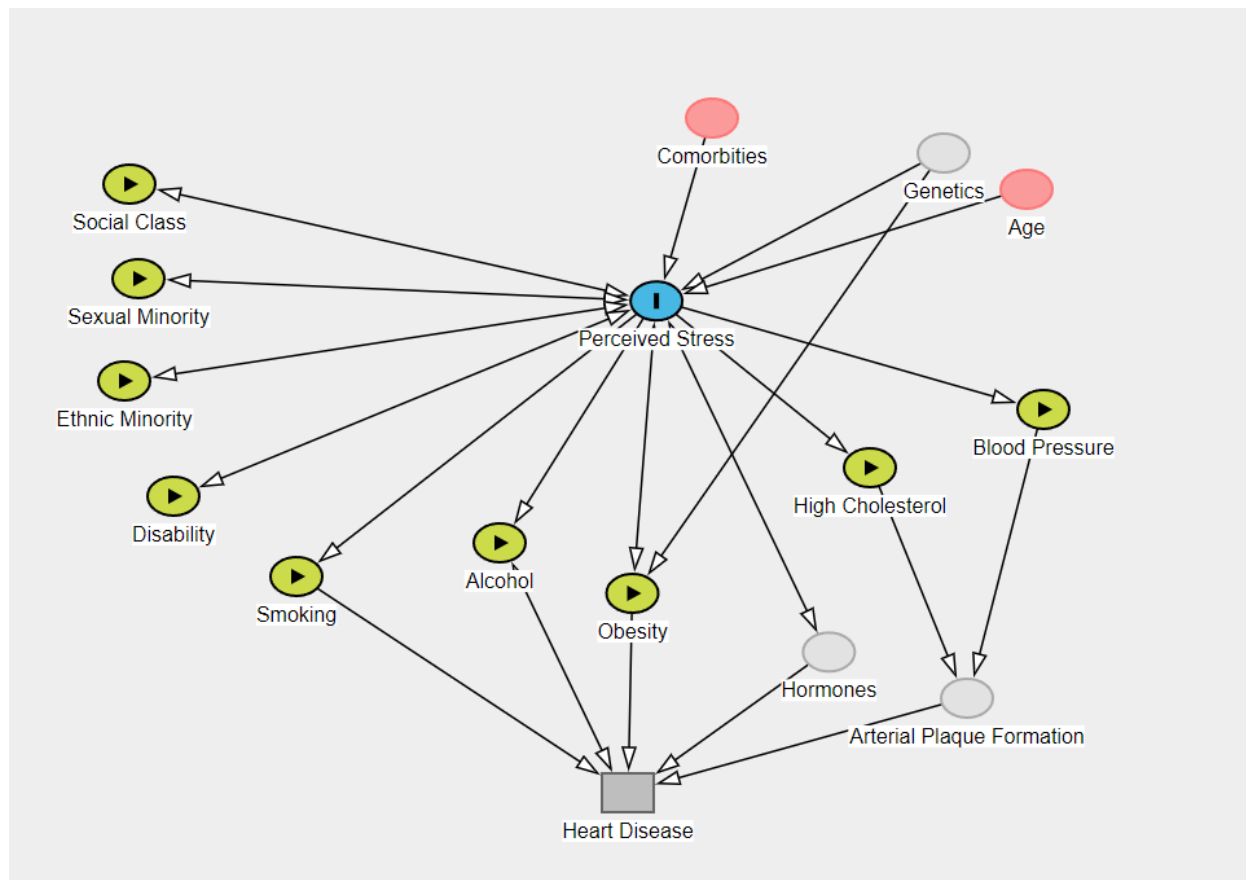 Comorbities
Genetics
Social Class
Age
Sexual Minority
Perceived Stress
Ethnic Minority
Blood Pressure
High Cholesterol
Disability
Alcohol
Smoking
Obesity
Hormones
Arterial Plaque Formation
Heart Disease